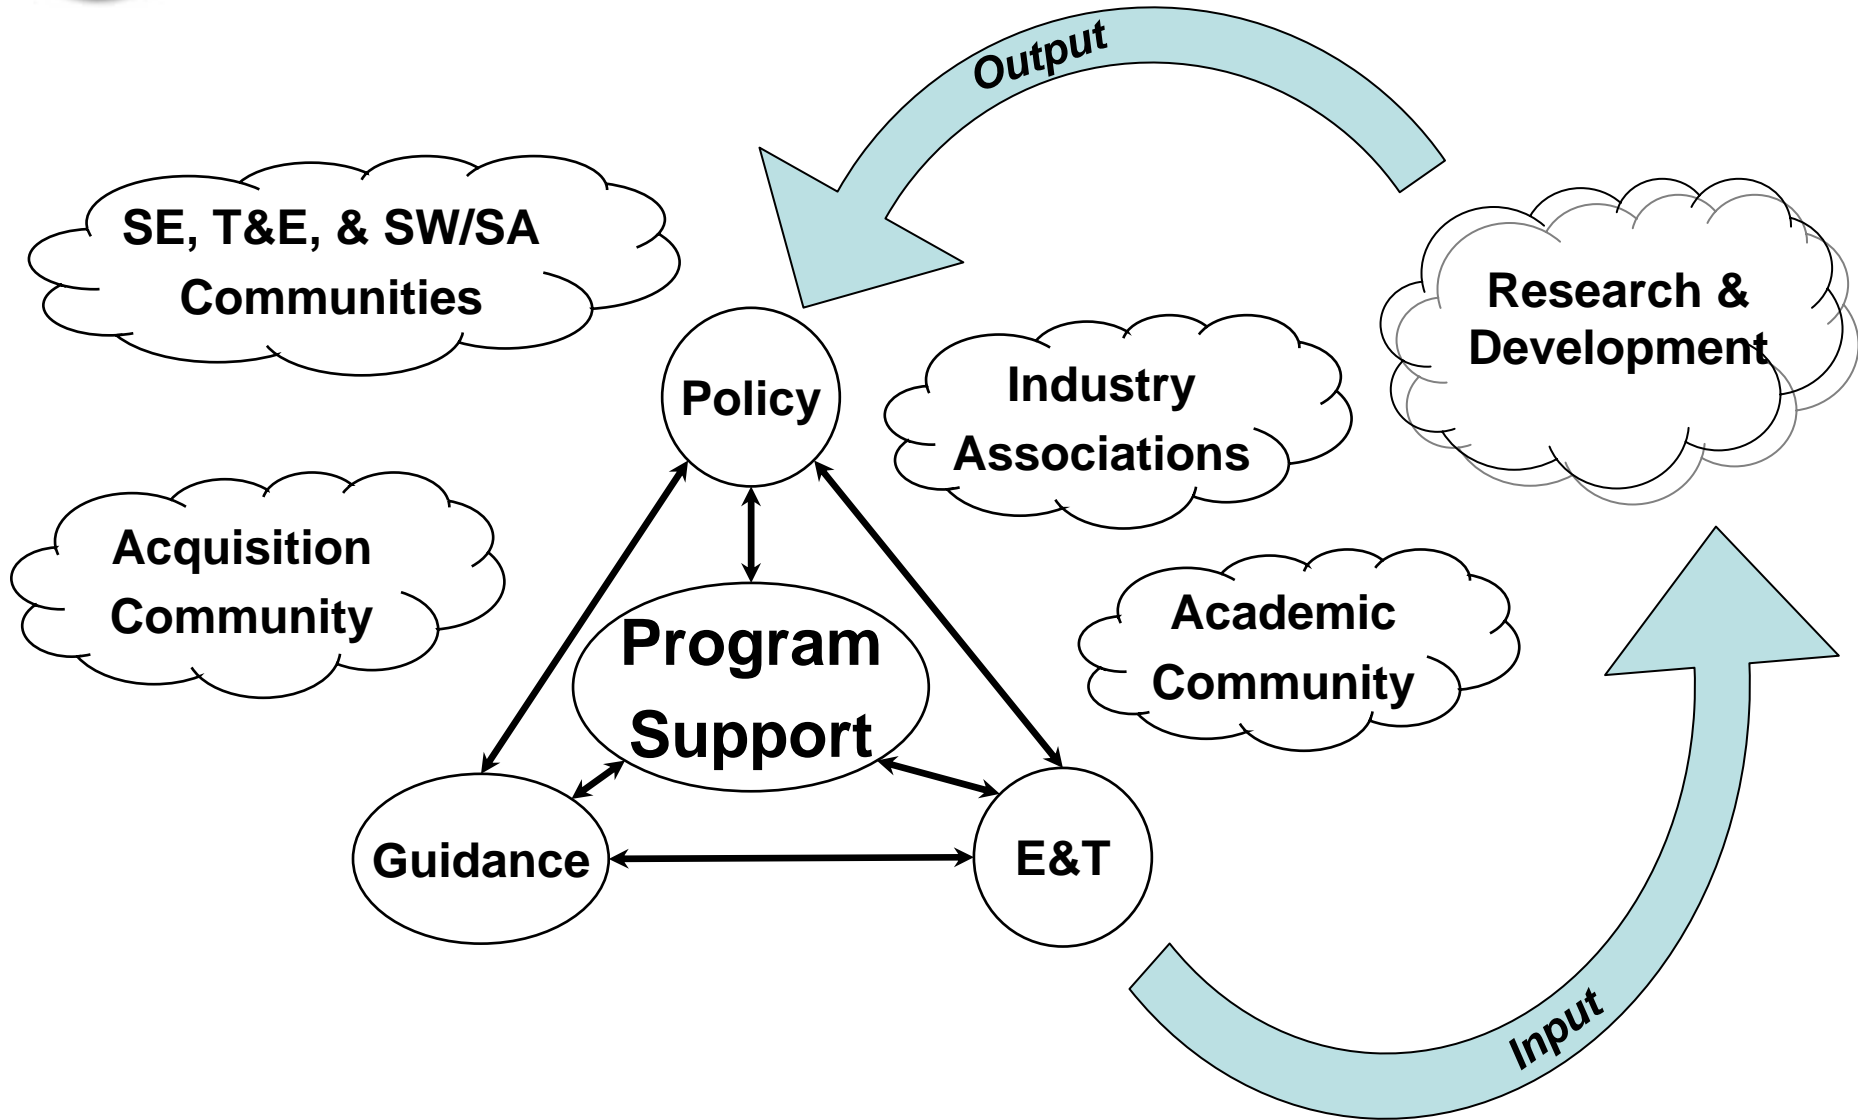 Output
SE, T&E, & SW/SA
Communities
Research &
Development
Policy
Industry
Associations
Acquisition
Community
Academic
Community
Program
Support
Guidance
E&T
Input